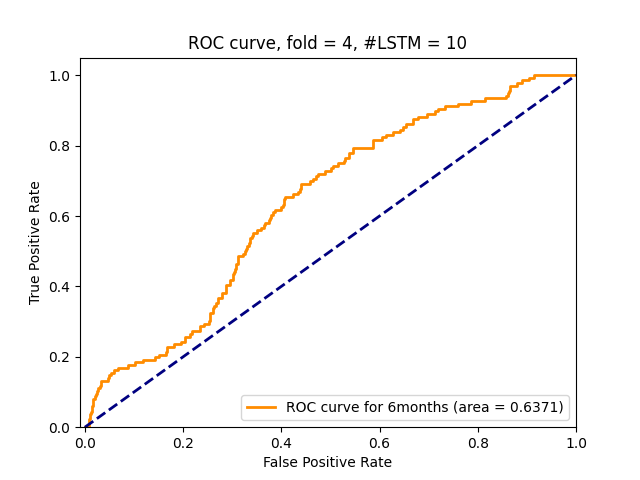 ROC curve, fold = 4, #LSTM = 10
True Positive Rate
1.0
0.8
0.6
0.4
0.2
0.0
ROC curve for 6months (area = 0.6371)
0.0 0.2 0.4 0.6 0.8 1.0
False Positive Rate